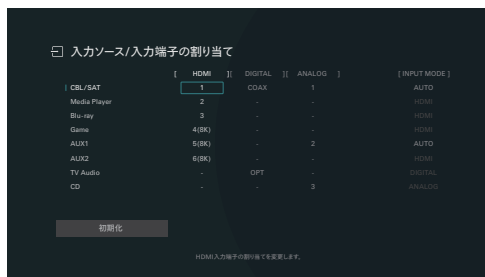 入力ソース/入力端子の割り当て
[ HDMI ][ DIGITAL ][ ANALOG ] [ INPUT MODE ]
CBL/SAT 1 COAX 1 AUTO
Media Player 2 - - HDMI
Blu-ray 3 - - HDMI
Game 4(8K) - - HDMI
AUX1 5(8K) - 2 AUTO
AUX2 6(8K) - - HDMI
TV Audio - OPT - DIGITAL
CD - - 3 ANALOG
初期化
HDMI入力端子の割り当てを変更します。